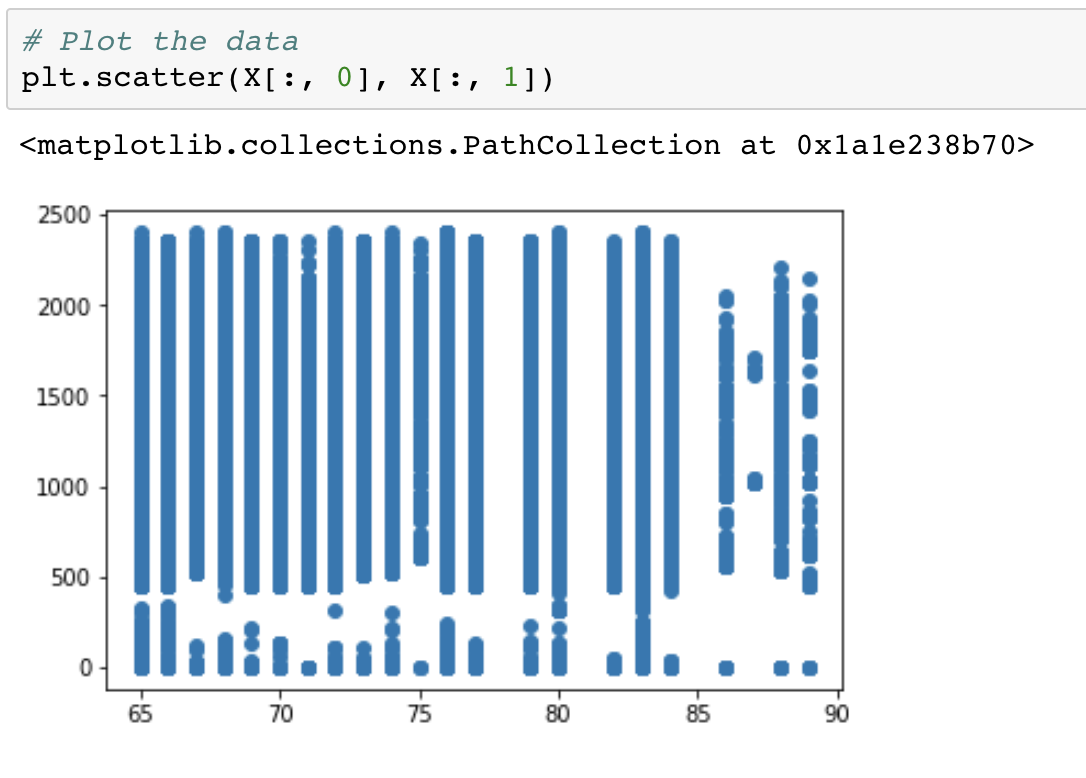 # Plot the data
plt.scatter(X[:, 0], X[:, 1])
<matplotlib.collections.PathCollection at 0x1a1e238b70>
2500
2000
1500
1000
500
0
65 70 75 80 85 90